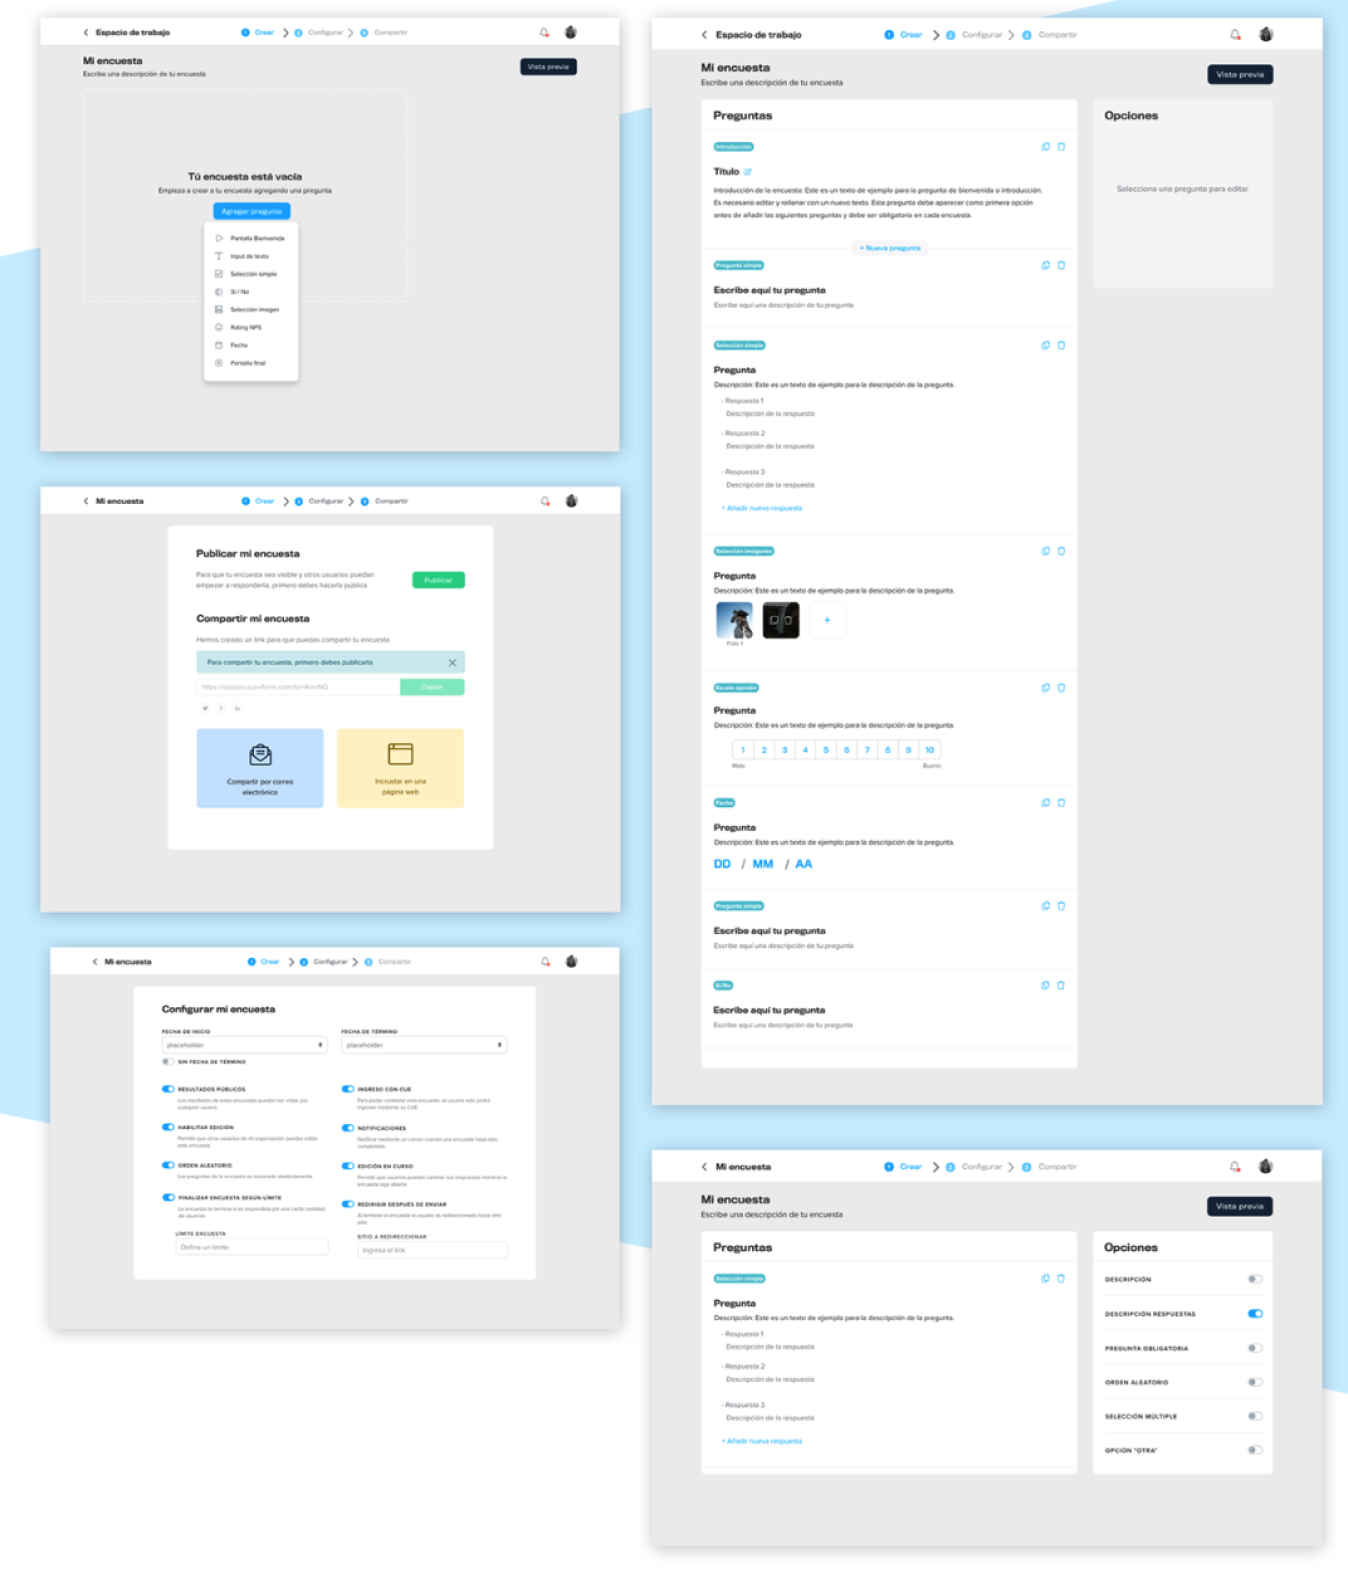 Espacio de trabajo
1 Crear 2 Configurar 3 Compartir
Mi encuesta
Escribe una descripción de tu encuesta
Vista previa
Tú encuesta está vacía
Empieza a crear a tu encuesta agregando una pregunta
Agregar pregunta
Pantalla Bienvenida
Input de texto
Selección simple
Sí / No
Selección imagen
Rating NPS
Fecha
Pantalla final
Mi encuesta
1 Crear 2 Configurar 3 Compartir
Publicar mi encuesta
Para que tu encuesta sea visible y otros usuarios puedan
empezar a responderla, primero debes hacerla pública
Publicar
Compartir mi encuesta
Hemos creado un link para que puedas compartir tu encuesta
Para compartir tu encuesta, primero debes publicarla
Copiar
Compartir por correo
electrónico
Incrustar en una
página web
Mi encuesta
1 Crear 2 Configurar 3 Compartir
Configurar mi encuesta
FECHA DE INICIO
placeholder
FECHA DE TÉRMINO
placeholder
SIN FECHA DE TÉRMINO
RESULTADOS PÚBLICOS
Los resultados de estas encuestas pueden ser vistas por
cualquier usuario
INGRESO CON CUE
Para poder contestar esta encuesta, el usuario solo podrá
ingresar mediante su CUE
HABILITAR EDICIÓN
Permitir que otros usuarios de mi organización puedan editar
esta encuesta
NOTIFICACIONES
Notificar mediante un correo cuando una encuesta haya sido
completada
ORDEN ALEATORIO
Las preguntas de la encuesta se mostrarán aleatoriamente
EDICIÓN EN CURSO
Permite que usuarios puedan cambiar sus respuestas mientras la
encuesta siga abierta
FINALIZAR ENCUESTA SEGÚN LÍMITE
La encuesta se termina si es respondida por una cierta cantidad
de usuarios
LÍMITE ENCUESTA
Define un límite
REDIRIGIR DESPUÉS DE ENVIAR
Al terminar la encuesta el usuario es redireccionado hacia otro
sitio
SITIO A REDIRECCIONAR
Ingresa el link
Espacio de trabajo
1 Crear 2 Configurar 3 Compartir
Mi encuesta
Escribe una descripción de tu encuesta
Vista previa
Preguntas
Introducción
Título
Introducción de la encuesta: Este es un texto de ejemplo para la pregunta de bienvenida o introducción.
Es necesario editar y rellenar con un nuevo texto. Esta pregunta debe aparecer como primera opción
antes de añadir las siguientes preguntas y debe ser obligatoria en cada encuesta.
+ Nueva pregunta
Pregunta simple
Escribe aquí tu pregunta
Escribe aquí una descripción de tu pregunta
Selección simple
Pregunta
Descripción: Este es un texto de ejemplo para la descripción de la pregunta.
- Respuesta 1
Descripción de la respuesta
- Respuesta 2
Descripción de la respuesta
- Respuesta 3
Descripción de la respuesta
+ Añadir nueva respuesta
Selección imágenes
Pregunta
Descripción: Este es un texto de ejemplo para la descripción de la pregunta.
+
Foto 1
Escala opinión
Pregunta
Descripción: Este es un texto de ejemplo para la descripción de la pregunta.
1 2 3 4 5 6 7 8 9 10
Malo Bueno
Fecha
Pregunta
Descripción: Este es un texto de ejemplo para la descripción de la pregunta.
DD / MM / AA
Pregunta simple
Escribe aquí tu pregunta
Escribe aquí una descripción de tu pregunta
Sí/No
Escribe aquí tu pregunta
Escribe aquí una descripción de tu pregunta
Opciones
Selecciona una pregunta para editar
Mi encuesta
1 Crear 2 Configurar 3 Compartir
Mi encuesta
Escribe una descripción de tu encuesta
Vista previa
Preguntas
Selección simple
Pregunta
Descripción: Este es un texto de ejemplo para la descripción de la pregunta.
- Respuesta 1
Descripción de la respuesta
- Respuesta 2
Descripción de la respuesta
- Respuesta 3
Descripción de la respuesta
+ Añadir nueva respuesta
Opciones
DESCRIPCIÓN
DESCRIPCIÓN RESPUESTAS
PREGUNTA OBLIGATORIA
ORDEN ALEATORIO
SELECCIÓN MÚLTIPLE
OPCIÓN "OTRA"